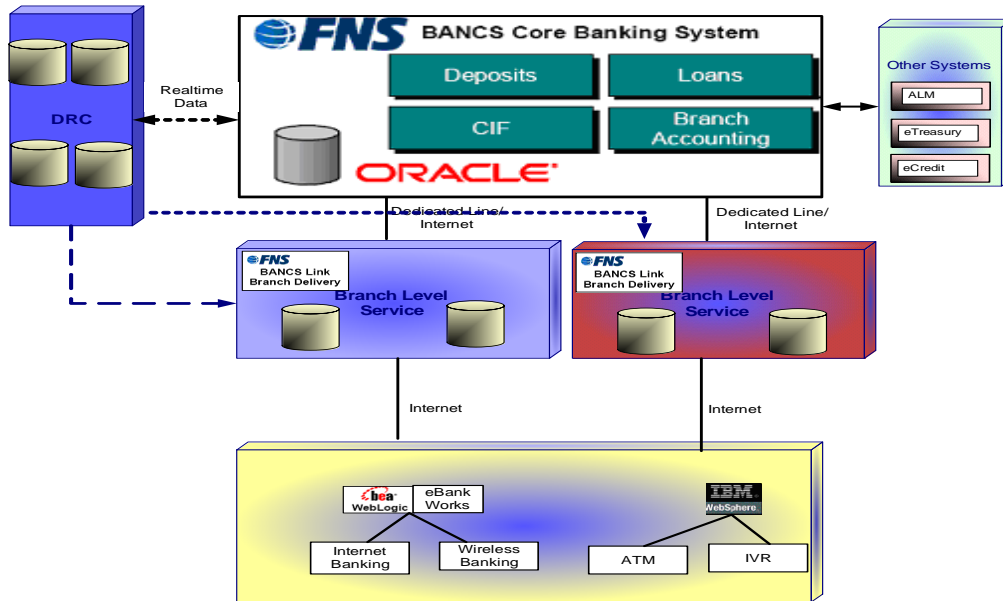 FNS BANCS Core Banking System
Deposits
Loans
CIF
Branch
Accounting
ORACLE
DRC
Realtime
Data
Other Systems
ALM
eTreasury
eCredit
Dedicated Line/
Internet
Dedicated Line/
Internet
FNS
BANCS Link
Branch Delivery
Branch Level
Service
FNS
BANCS Link
Branch Delivery
Branch Level
Service
Internet
Internet
bea
WebLogic
eBank
Works
Internet
Banking
Wireless
Banking
IBM
WebSphere.
ATM
IVR